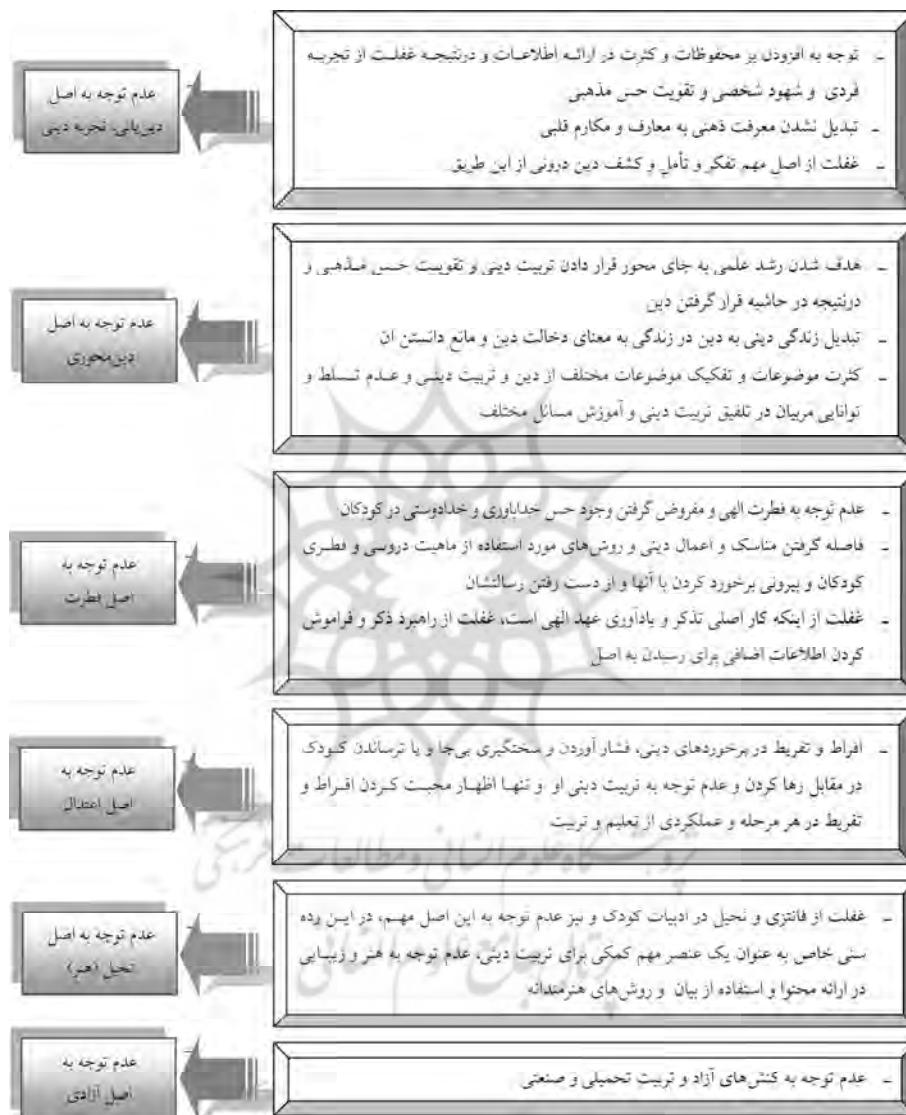 ـ توجه به افزودن بر محفوظات و کثرت در ارائه اطلاعات و درنتیجه غفلت از تجربه
فردی و شهود شخصی و تقویت حس مذهبی
ـ تبدیل نشدن معرفت ذهنی به معارف و مکارم قلبی
ـ غفلت از اصل مهم تفکر و تأمل و کشف دین درونی از این طریق
عدم توجه به اصل
دین‌یابی، تجربه دینی
ـ هدف شدن رشد علمی به جای محور قرار دادن تربیت دینی و تقویت حس مذهبی و
درنتیجه در حاشیه قرار گرفتن دین
ـ تبدیل زندگی دینی به دین در زندگی به معنای دخالت دین و مانع دانستن آن
ـ کثرت موضوعات و تفکیک موضوعات مختلف از دین و تربیت دینی و عدم تسلط و
توانایی مربیان در تلفیق تربیت دینی و آموزش مسائل مختلف
عدم توجه به اصل
دین‌محوری
ـ عدم توجه به فطرت الهی و مفروض گرفتن وجود حس خداباوری و خدادوستی در کودکان
ـ فاصله گرفتن مناسک و اعمال دینی و روش‌های مورد استفاده از ماهیت دروسی و فطری
کودکان و بیرونی برخورد کردن با آنها و از دست رفتن رسالتشان
ـ غفلت از اینکه کار اصلی تذکر و یادآوری عهد الهی است، غفلت از راهبرد ذکر و فراموش
کردن اطلاعات اضافی برای رسیدن به اصل
عدم توجه به
اصل فطرت
ـ افراط و تفریط در برخوردهای دینی، فشار آوردن و سختگیری بی‌جا و یا ترساندن کودک
در مقابل رها کردن و عدم توجه به تربیت دینی او و تنها اظهار محبت کردن افراط و
تفریط در هر مرحله و عملکردی از تعلیم و تربیت
عدم توجه به
اصل اعتدال
ـ غفلت از فانتزی و تخیل در ادبیات کودک و نیز عدم توجه به این اصل مهم، در این رده
سنی خاص به عنوان یک عنصر مهم کمکی برای تربیت دینی، عدم توجه به هنر و زیبایی
در ارائه محتوا و استفاده از بیان و روش‌های هنرمندانه
عدم توجه به اصل
تخیل (هنر)
ـ عدم توجه به کنش‌های آزاد و تربیت تحمیلی و صنعتی
عدم توجه به
اصل آزادی
پژوهشگاه علوم انسانی و مطالعات فرهنگی
پرتال جامع علوم انسانی